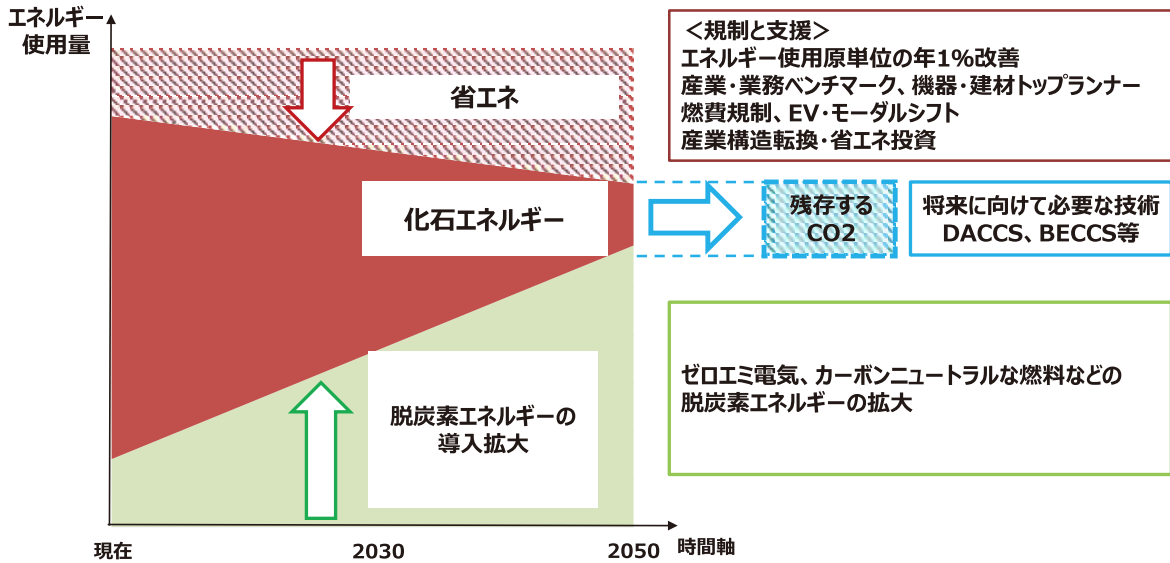 エネルギー
使用量
省エネ
化石エネルギー
脱炭素エネルギーの
導入拡大
現在
2030
2050
時間軸
＜規制と支援＞
エネルギー使用原単位の年1％改善
産業・業務ベンチマーク、機器・建材トップランナー
燃費規制、EV・モーダルシフト
産業構造転換・省エネ投資
残存する
CO2
将来に向けて必要な技術
DACCS、BECCS等
ゼロエミ電気、カーボンニュートラルな燃料などの
脱炭素エネルギーの拡大